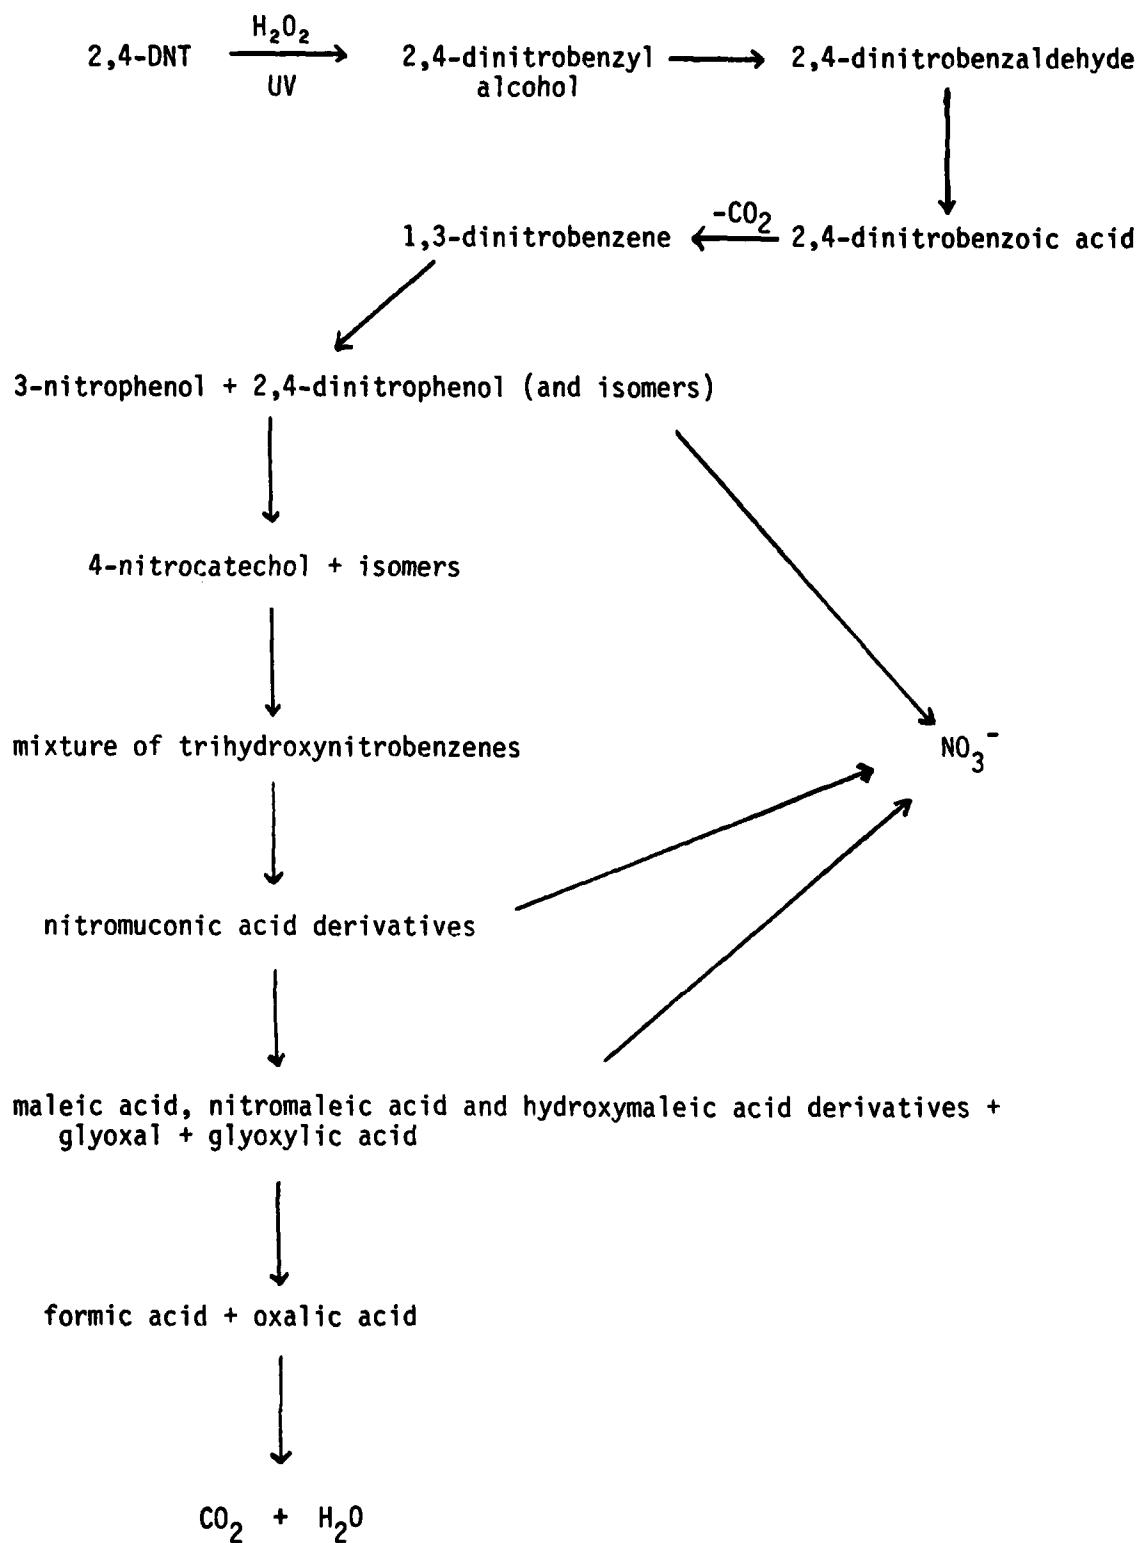 2,4-DNT
H₂O₂
UV
2,4-dinitrobenzyl
alcohol
2,4-dinitrobenzaldehyde
2,4-dinitrobenzoic acid
-CO₂
1,3-dinitrobenzene
3-nitrophenol + 2,4-dinitrophenol (and isomers)
4-nitrocatechol + isomers
mixture of trihydroxynitrobenzenes
NO₃⁻
nitromuconic acid derivatives
maleic acid, nitromaleic acid and hydroxymaleic acid derivatives +
glyoxal + glyoxylic acid
formic acid + oxalic acid
CO₂ + H₂O